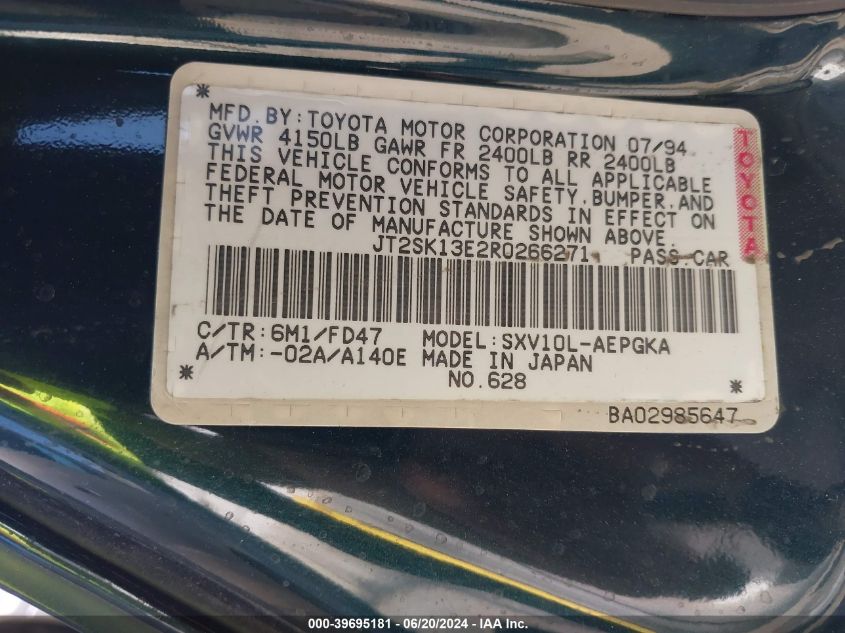 *
MFD.BY:TOYOTA MOTOR CORPORATION 07/94
GVWR 4150LB GAWR FR 2400LB RR 2400LB
THIS VEHICLE CONFORMS TO ALL APPLICABLE
FEDERAL MOTOR VEHICLE SAFETY,BUMPER,AND
THEFT PREVENTION STANDARDS IN EFFECT ON
THE DATE OF MANUFACTURE SHOWN ABOVE.
JT2SK13E2R0266271 PASS.CAR
TOYOTA
C/TR:6M1/FD47 MODEL:SXV10L-AEPGKA
A/TM:-02A/A140E MADE IN JAPAN
* NO.628 *
BA02985647
000-39695181 - 06/20/2024 - IAA Inc.